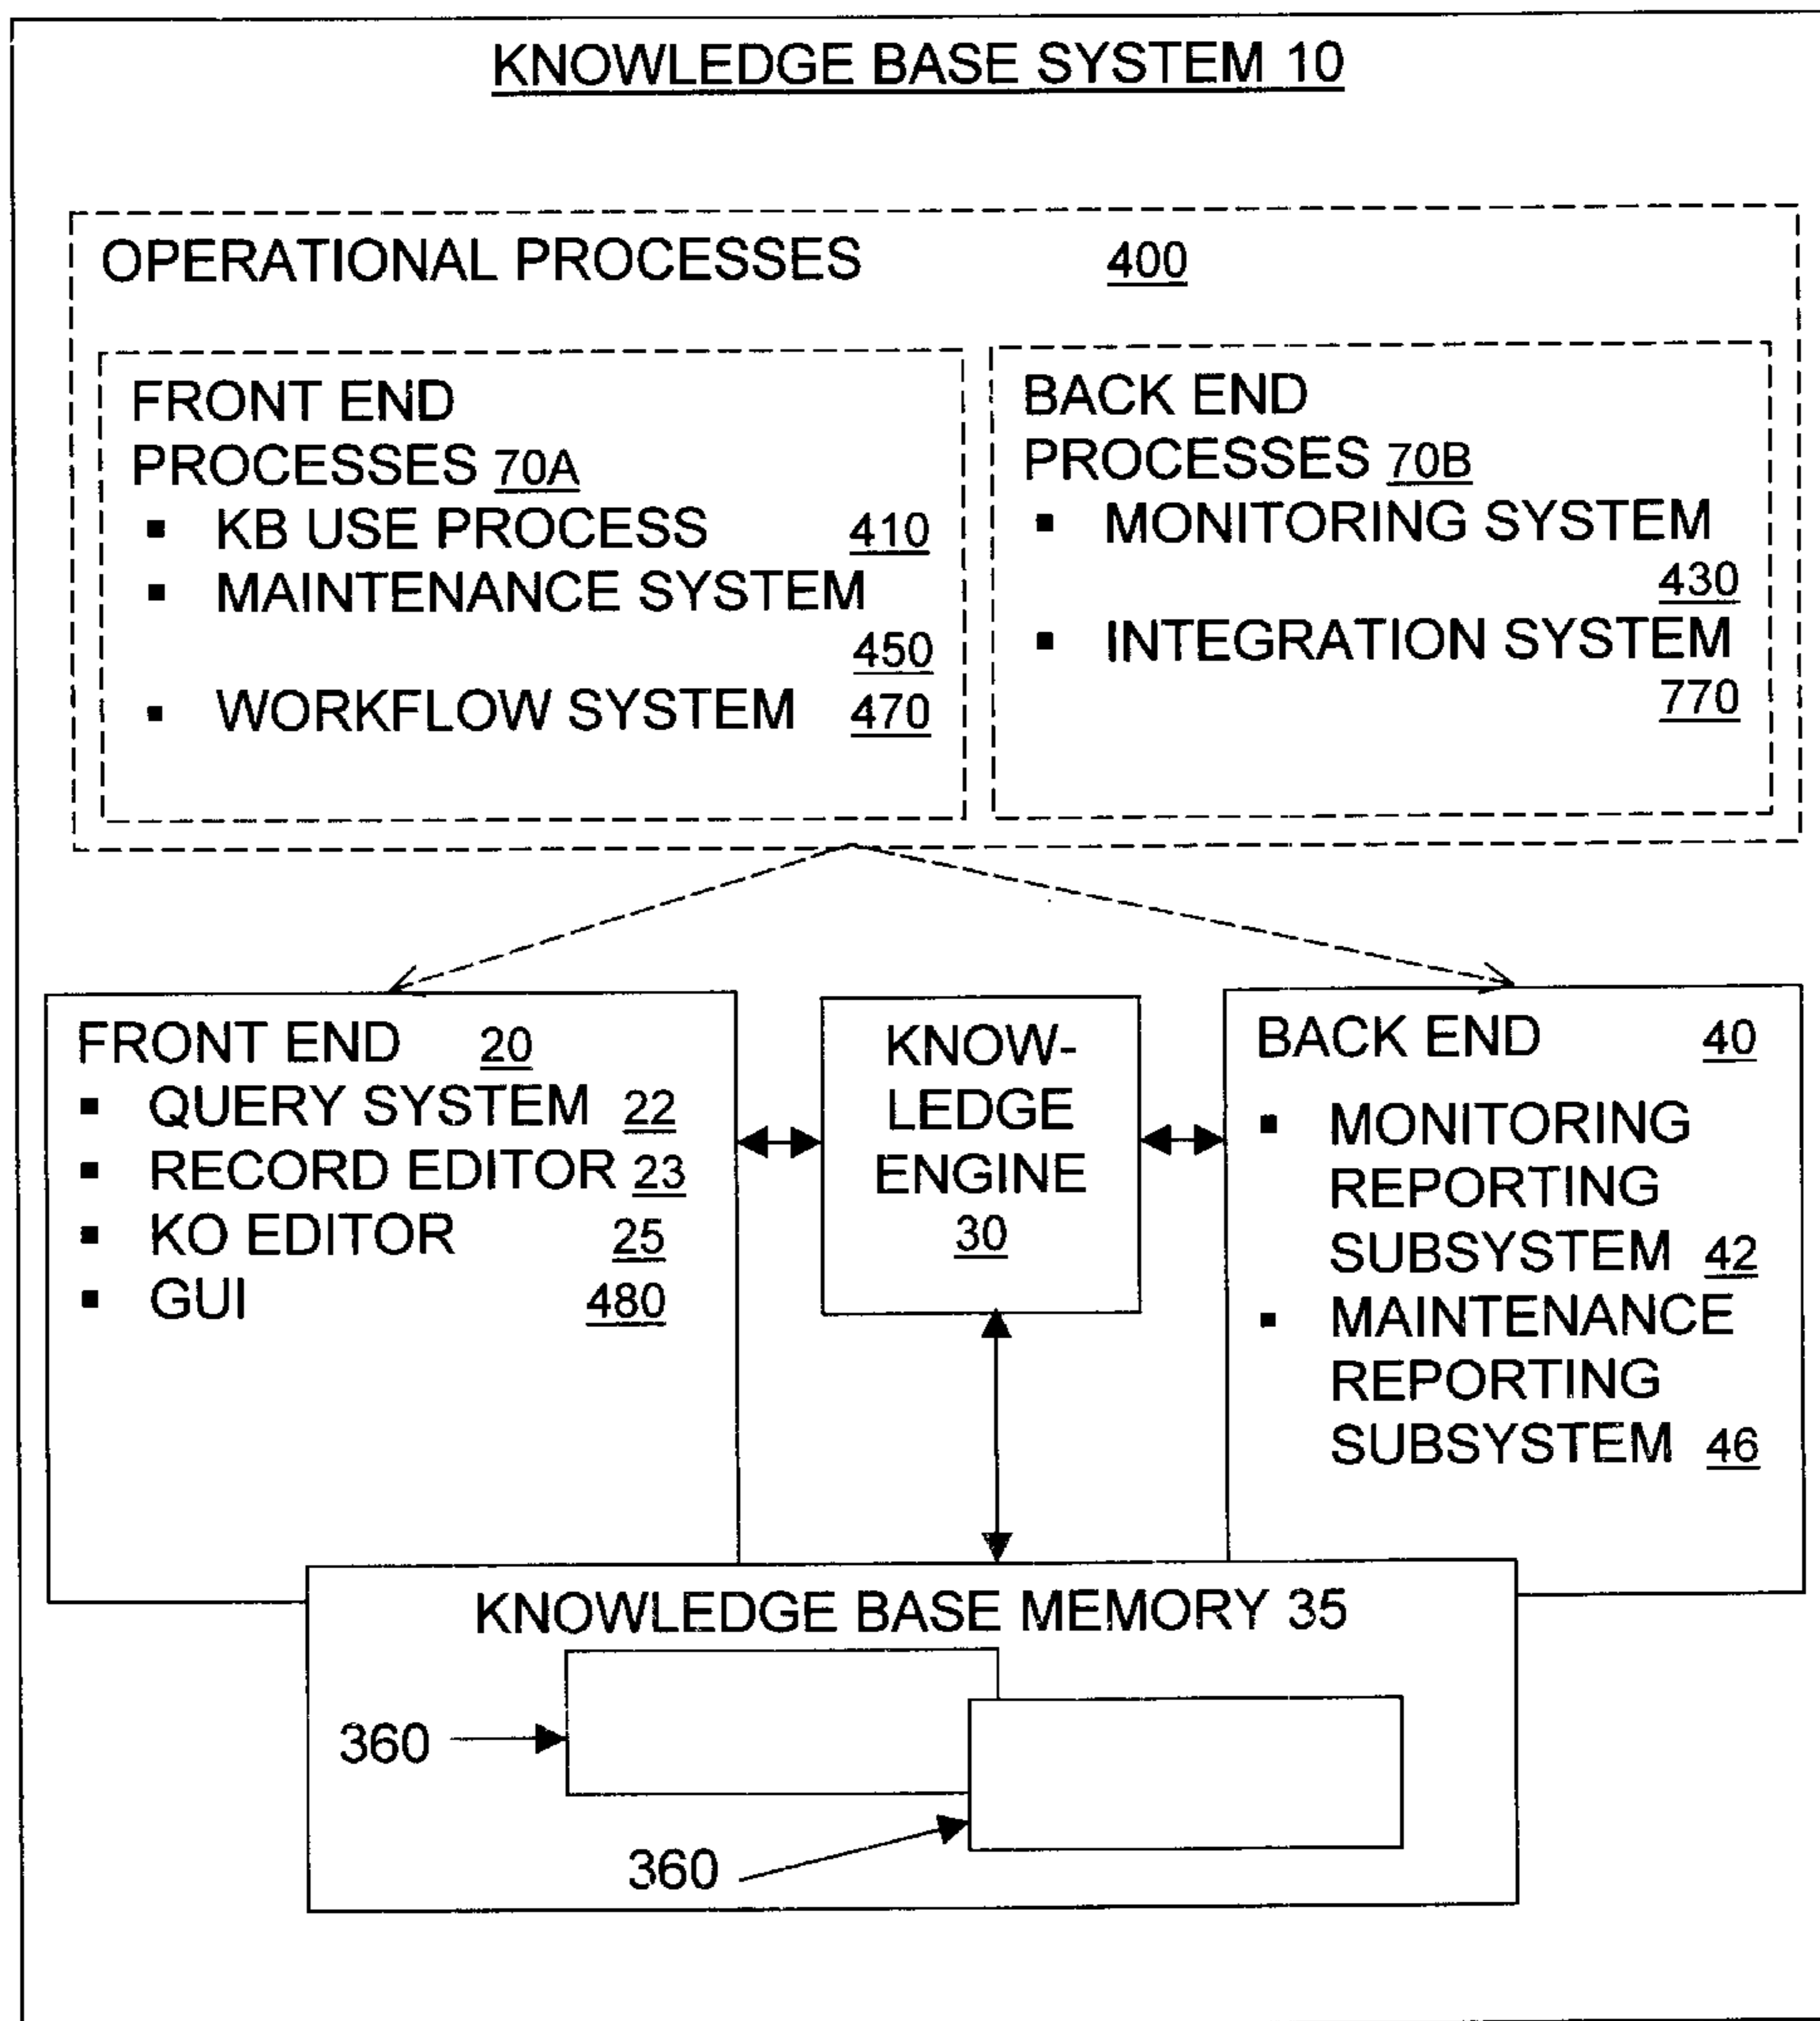 KNOWLEDGE BASE SYSTEM 10
OPERATIONAL PROCESSES 400
FRONT END
PROCESSES 70A
▪ KB USE PROCESS 410
▪ MAINTENANCE SYSTEM
450
▪ WORKFLOW SYSTEM 470
BACK END
PROCESSES 70B
▪ MONITORING SYSTEM
430
▪ INTEGRATION SYSTEM
770
FRONT END 20
▪ QUERY SYSTEM 22
▪ RECORD EDITOR 23
▪ KO EDITOR 25
▪ GUI 480
KNOW-
LEDGE
ENGINE
30
BACK END 40
▪ MONITORING
REPORTING
SUBSYSTEM 42
▪ MAINTENANCE
REPORTING
SUBSYSTEM 46
KNOWLEDGE BASE MEMORY 35
360
360